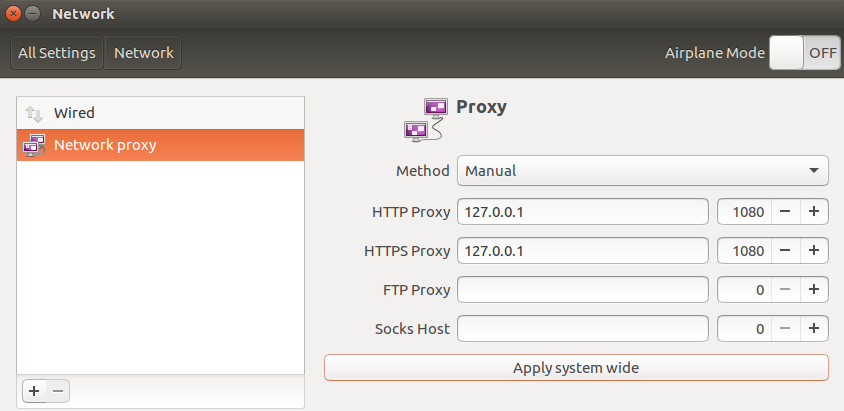 Network
All Settings Network Airplane Mode OFF
Wired
Network proxy
Proxy
Method Manual
HTTP Proxy 127.0.0.1 1080 − +
HTTPS Proxy 127.0.0.1 1080 − +
FTP Proxy 0 − +
Socks Host 0 − +
Apply system wide
+ −